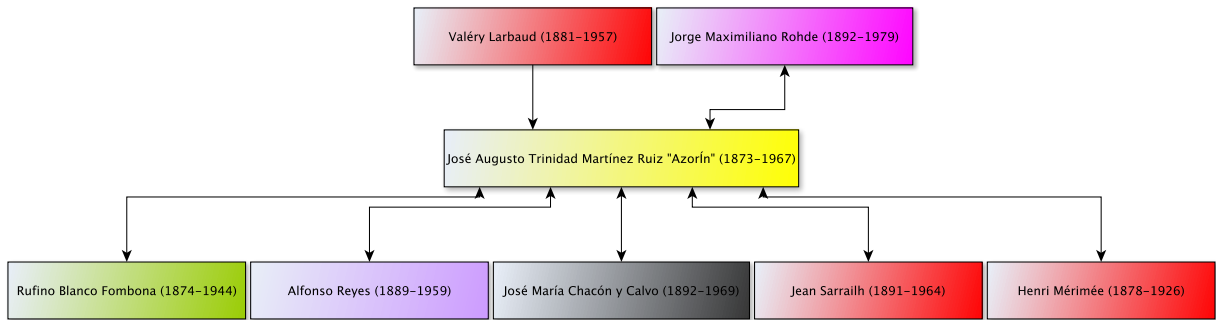 Valéry Larbaud (1881-1957)
Jorge Maximiliano Rohde (1892-1979)
José Augusto Trinidad Martínez Ruiz "AzorÍn" (1873-1967)
Rufino Blanco Fombona (1874-1944)
Alfonso Reyes (1889-1959)
José María Chacón y Calvo (1892-1969)
Jean Sarrailh (1891-1964)
Henri Mérimée (1878-1926)